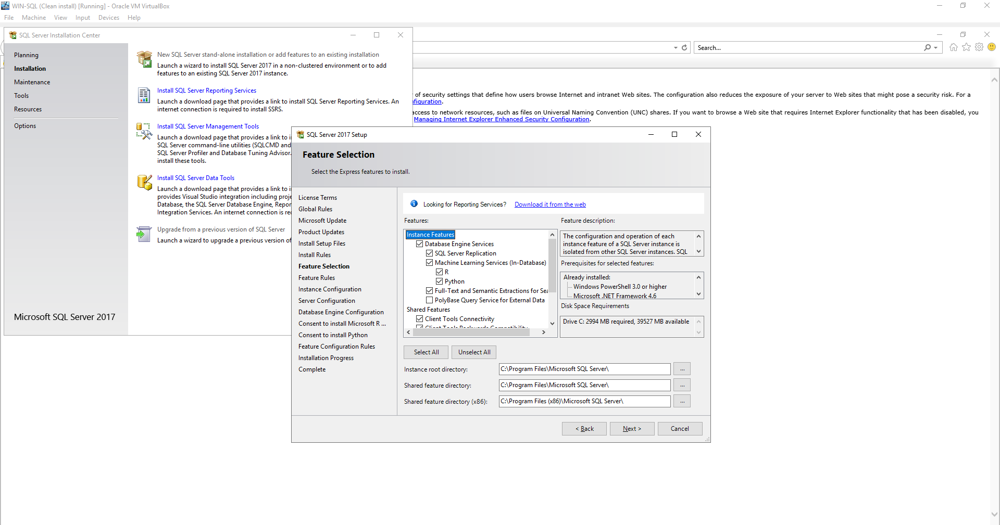 WIN-SQL (Clean install) [Running] - Oracle VM VirtualBox
File Machine View Input Devices Help
SQL Server Installation Center
Search...
Planning
Installation
Maintenance
Tools
Resources
Options
Microsoft SQL Server 2017
New SQL Server stand-alone installation or add features to an existing installation
Launch a wizard to install SQL Server 2017 in a non-clustered environment or to add
features to an existing SQL Server 2017 instance.
Install SQL Server Reporting Services
Launch a download page that provides a link to install SQL Server Reporting Services. An
internet connection is required to install SSRS.
Install SQL Server Management Tools
Launch a download page that provides a link to
SQL Server command-line utilities (SQLCMD and
SQL Server Profiler and Database Tuning Advisor.
install these tools.
Install SQL Server Data Tools
Launch a download page that provides a link to
provides Visual Studio integration including
Database, the SQL Server Database Engine,
Integration Services. An internet connection is
Upgrade from a previous version of SQL Server
Launch a wizard to upgrade a previous version of
of security settings that define how users browse Internet and intranet Web sites. The configuration also reduces the exposure of your server to Web sites that might pose a security risk. For a
nfiguration.
access to network resources, such as files on Universal Naming Convention (UNC) shares. If you want to browse a Web site that requires Internet Explorer functionality that has been disabled, you
Managing Internet Explorer Enhanced Security Configuration.
SQL Server 2017 Setup
Feature Selection
Select the Express features to install.
License Terms
Global Rules
Microsoft Update
Product Updates
Install Setup Files
Install Rules
Feature Selection
Feature Rules
Instance Configuration
Server Configuration
Database Engine Configuration
Consent to install Microsoft R ...
Consent to install Python
Feature Configuration Rules
Installation Progress
Complete
Looking for Reporting Services? Download it from the web
Features:
Instance Features
Database Engine Services
SQL Server Replication
Machine Learning Services (In-Database)
R
Python
Full-Text and Semantic Extractions for Sea
PolyBase Query Service for External Data
Shared Features
Client Tools Connectivity
Client Tools Backwards Compatibility
Feature description:
The configuration and operation of each
instance feature of a SQL Server instance is
isolated from other SQL Server instances. SQL
Prerequisites for selected features:
Already installed:
Windows PowerShell 3.0 or higher
Microsoft .NET Framework 4.6
Disk Space Requirements
Drive C: 2994 MB required, 39527 MB available
Select All Unselect All
Instance root directory: C:\Program Files\Microsoft SQL Server\ ...
Shared feature directory: C:\Program Files\Microsoft SQL Server\ ...
Shared feature directory (x86): C:\Program Files (x86)\Microsoft SQL Server\ ...
< Back Next > Cancel